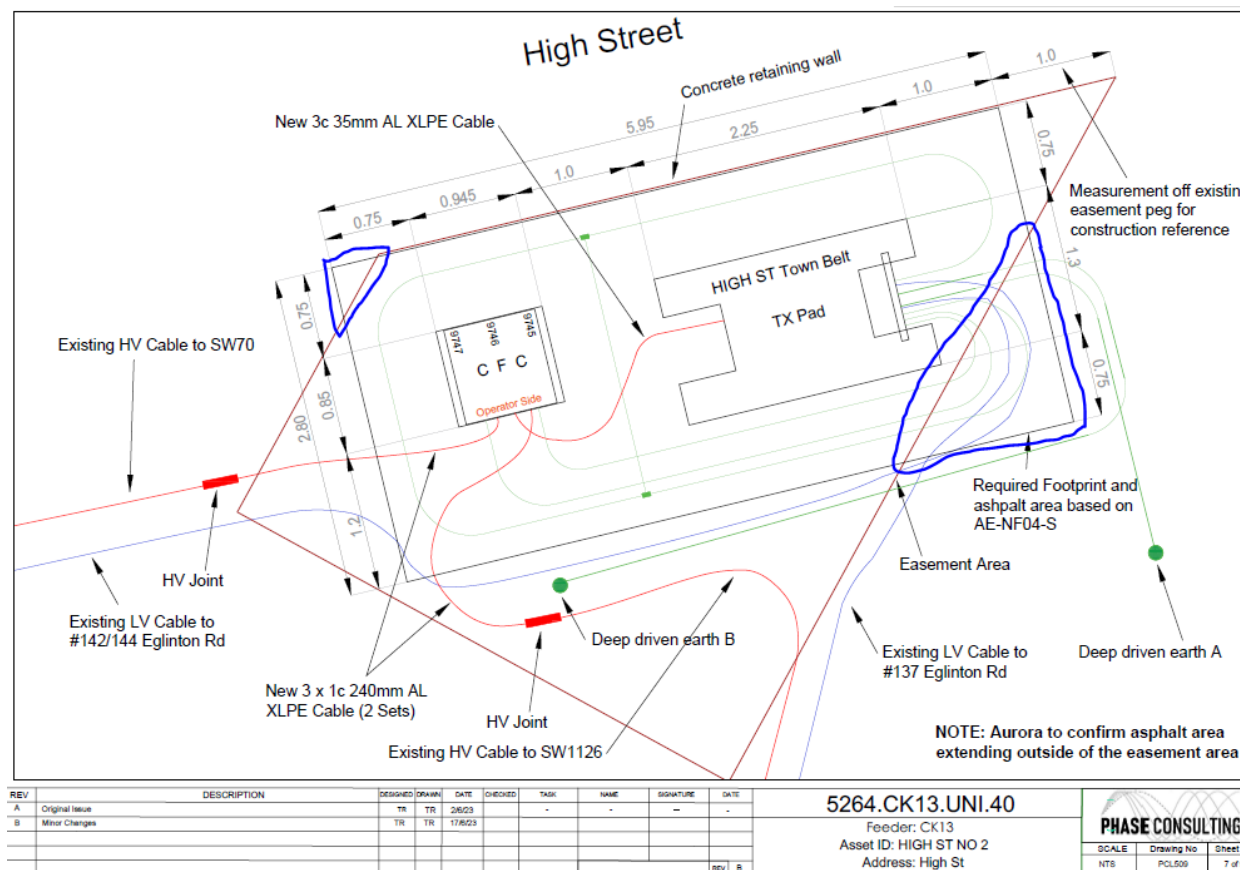 High Street
1.0
Concrete retaining wall
1.0
New 3c 35mm AL XLPE Cable
5.95
2.25
1.0
0.945
0.75
0.75
Measurement off existin
easement peg for
construction reference
1.3
HIGH ST Town Belt
TX Pad
0.75
9747
9746
9745
C F C
Operator Side
Existing HV Cable to SW70
0.85
2.80
0.75
Required Footprint and
ashpalt area based on
AE-NF04-S
1.2
Easement Area
HV Joint
Existing LV Cable to
#142/144 Eglinton Rd
Deep driven earth B
Existing LV Cable to
#137 Eglinton Rd
Deep driven earth A
New 3 x 1c 240mm AL
XLPE Cable (2 Sets)
HV Joint
Existing HV Cable to SW1126
NOTE: Aurora to confirm asphalt area
extending outside of the easement area
REV DESCRIPTION DESIGNED DRAWN DATE CHECKED TASK NAME SIGNATURE DATE
A Original Issue TR TR 2/6/23 - - -- -
B Minor Changes TR TR 17/6/23
REV B
5264.CK13.UNI.40
Feeder: CK13
Asset ID: HIGH ST NO 2
Address: High St
PHASE CONSULTING
SCALE Drawing No Sheet
NTS PCL509 7 of